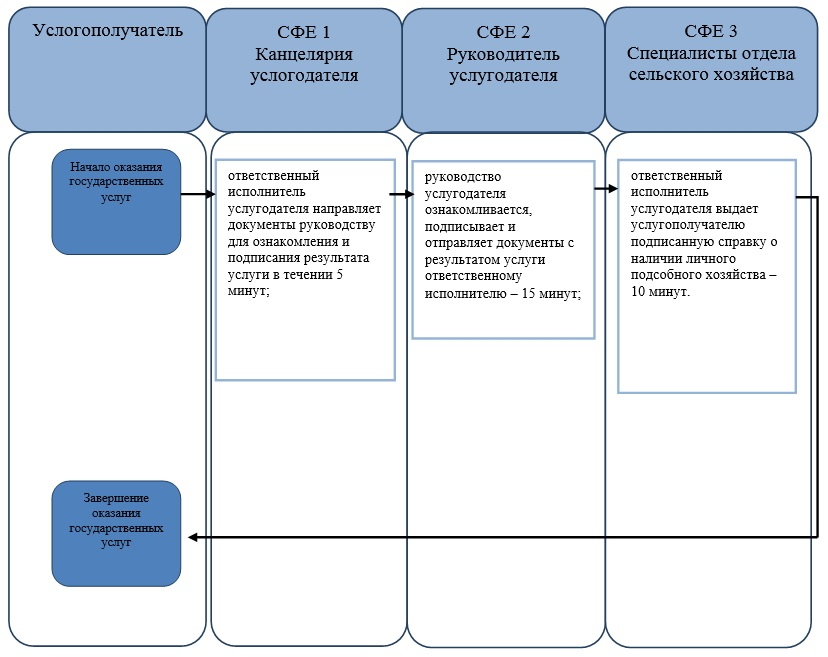 Услогополучатель
СФЕ 1
Канцелярия
услогодателя
СФЕ 2
Руководитель
услугодателя
СФЕ 3
Специалисты отдела
сельского хозяйства
Начало оказания
государственных
услуг
ответственный
исполнитель
услугодателя направляет
документы руководству
для ознакомления и
подписания результата
услуги в течении 5
минут;
руководство
услугодателя
ознакомливается,
подписывает и
отправляет документы с
результатом услуги
ответственному
исполнителю – 15 минут;
ответственный
исполнитель
услугодателя выдает
услугополучателю
подписанную справку о
наличии личного
подсобного хозяйства –
10 минут.
Завершение
оказания
государственных
услуг